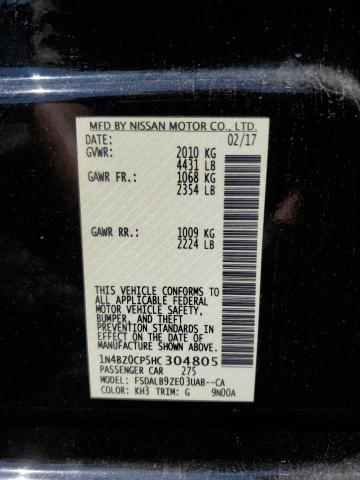 MFD BY NISSAN MOTOR CO., LTD.
DATE: 02/17
GVWR: 2010 KG
4431 LB
GAWR FR.: 1068 KG
2354 LB
GAWR RR.: 1009 KG
2224 LB
THIS VEHICLE CONFORMS TO
ALL APPLICABLE FEDERAL
MOTOR VEHICLE SAFETY,
BUMPER, AND THEFT
PREVENTION STANDARDS
IN EFFECT ON THE DATE OF
MANUFACTURE SHOWN ABOVE.
1N4BZ0CP5HC 304805
PASSENGER CAR 275
MODEL: FSDALB9ZE03UAB--CA
COLOR: KH3 TRIM: G 9N00A